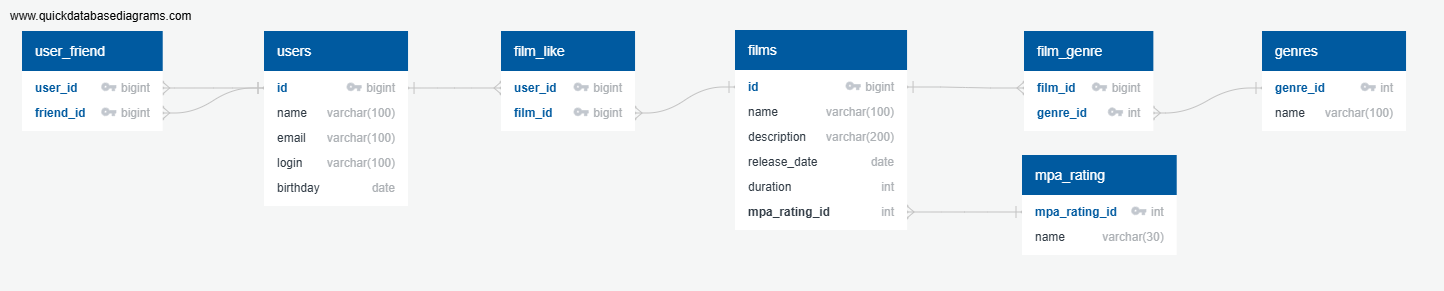 www.quickdatabasediagrams.com
user_friend
user_id bigint
friend_id bigint
users
id bigint
name varchar(100)
email varchar(100)
login varchar(100)
birthday date
film_like
user_id bigint
film_id bigint
films
id bigint
name varchar(100)
description varchar(200)
release_date date
duration int
mpa_rating_id int
film_genre
film_id bigint
genre_id int
genres
genre_id int
name varchar(100)
mpa_rating
mpa_rating_id int
name varchar(30)